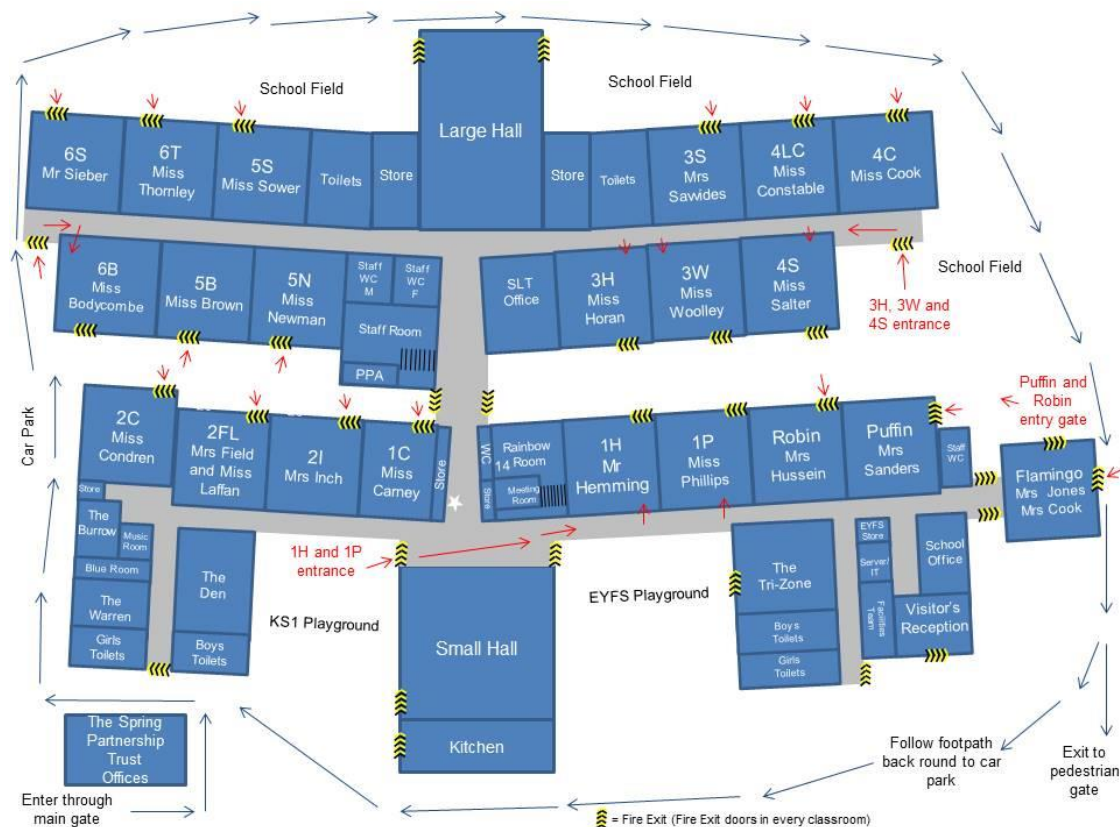 School Field
School Field
Large Hall
6S
Mr Sieber
6T
Miss
Thornley
5S
Miss Sower
Toilets
Store
Store
Toilets
3S
Mrs
Savvides
4LC
Miss
Constable
4C
Miss Cook
6B
Miss
Bodycombe
5B
Miss Brown
5N
Miss
Newman
Staff
WC
M
Staff
WC
F
Staff Room
PPA
SLT
Office
3H
Miss
Horan
3W
Miss
Woolley
4S
Miss
Salter
School Field
3H, 3W and
4S entrance
Car Park
2C
Miss
Condren
2FL
Mrs Field
and Miss
Laffan
2I
Mrs Inch
1C
Miss
Carney
Store
WC
Rainbow
14 Room
Store
Meeting
Room
1H
Mr
Hemming
1P
Miss
Phillips
Robin
Mrs
Hussein
Puffin
Mrs
Sanders
Staff
WC
Puffin and
Robin
entry gate
Flamingo
Mrs Jones
Mrs Cook
Store
The
Burrow
Music
Room
Blue Room
The
Warren
Girls
Toilets
The
Den
Boys
Toilets
1H and 1P
entrance
KS1 Playground
EYFS Playground
Small Hall
Kitchen
The
Tri-Zone
Boys
Toilets
Girls
Toilets
EYFS
Store
Server/
IT
Facilities
Team
School
Office
Visitor's
Reception
The Spring
Partnership
Trust
Offices
Enter through
main gate
Follow footpath
back round to car
park
Exit to
pedestrian
gate
= Fire Exit (Fire Exit doors in every classroom)